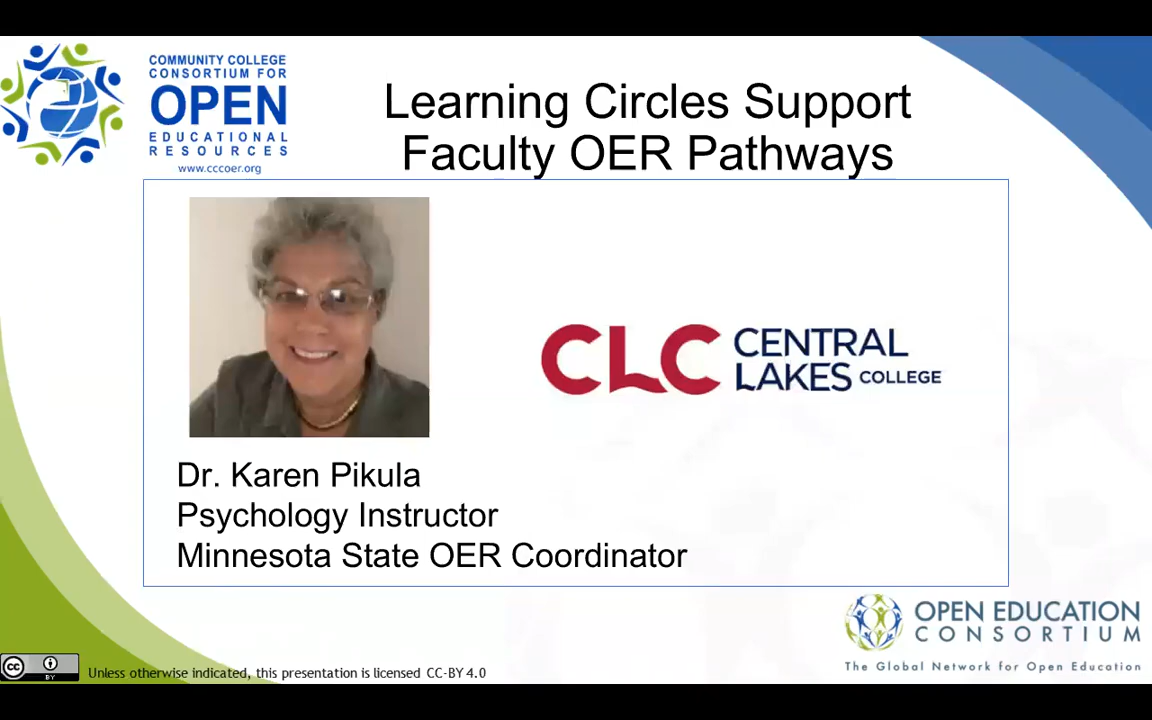 COMMUNITY COLLEGE
CONSORTIUM FOR
OPEN
EDUCATIONAL
RESOURCES
www.cccoer.org
Learning Circles Support
Faculty OER Pathways
CLC CENTRAL
LAKES COLLEGE
Dr. Karen Pikula
Psychology Instructor
Minnesota State OER Coordinator
OPEN EDUCATION
CONSORTIUM
The Global Network for Open Education
cc BY
Unless otherwise indicated, this presentation is licensed CC-BY 4.0